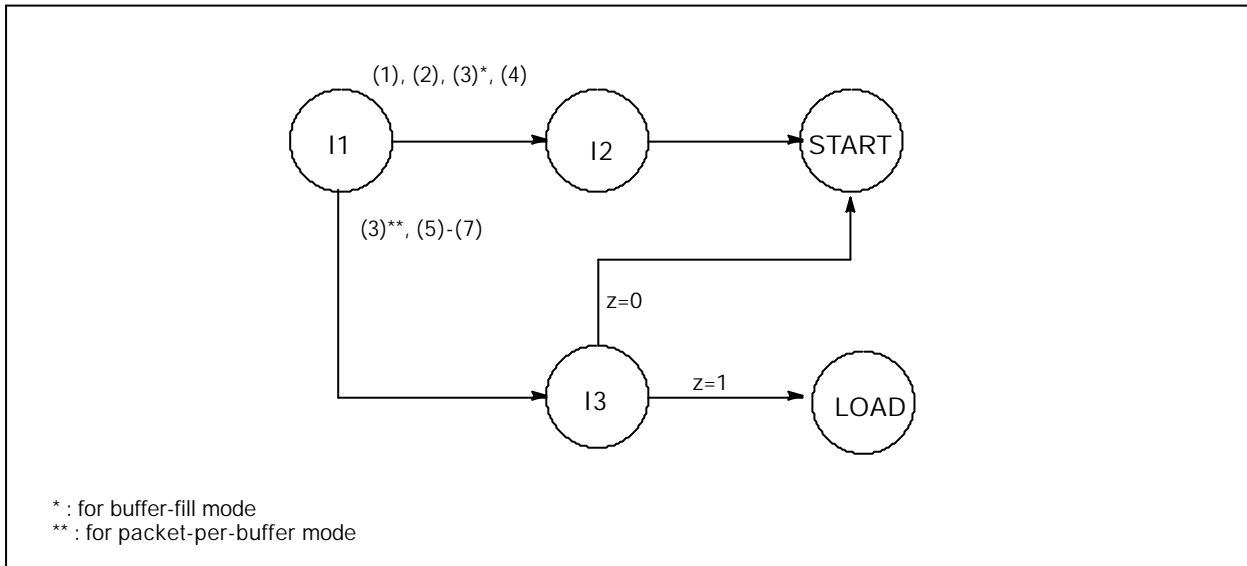 (1), (2), (3)*, (4)
I1
I2
START
(3)**, (5)-(7)
z=0
I3
z=1
LOAD
* : for buffer-fill mode
** : for packet-per-buffer mode